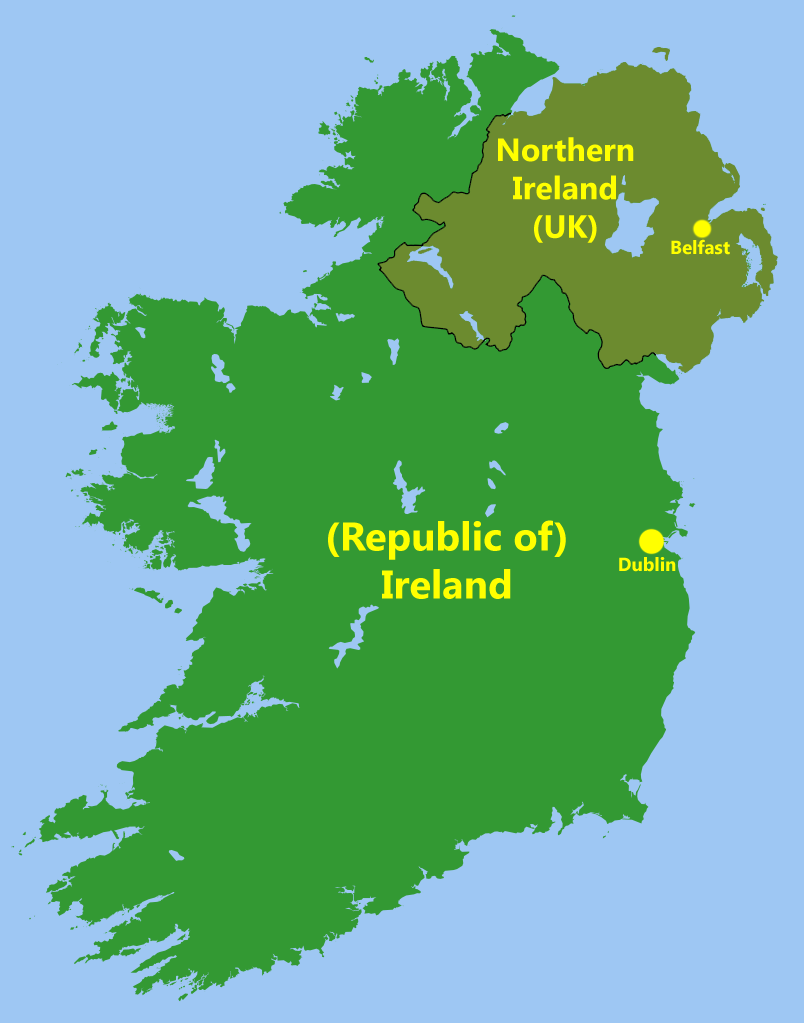 Northern
Ireland
(UK)
Belfast
(Republic of)
Ireland
Dublin